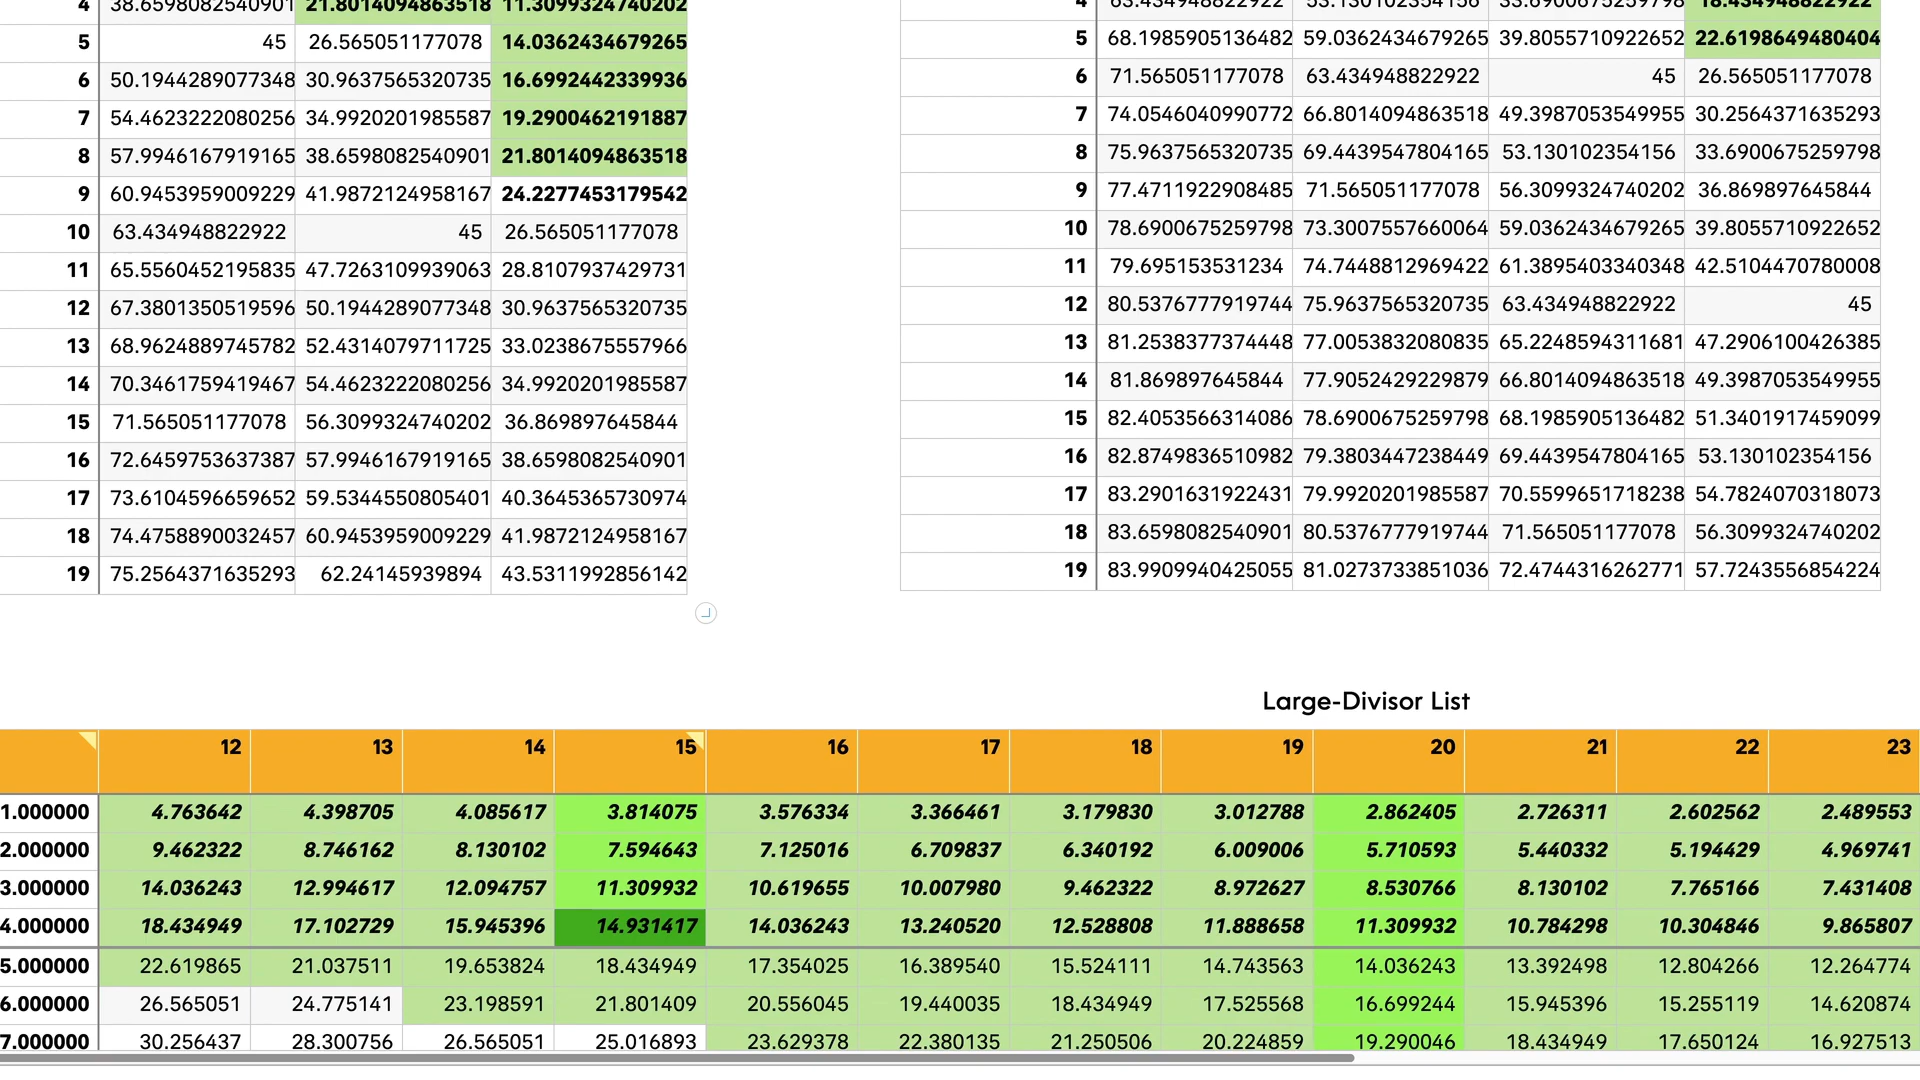 4 38.6598082540901 21.8014094863518 11.3099324740202
5 45 26.565051177078 14.0362434679265
6 50.1944289077348 30.9637565320735 16.6992442339936
7 54.4623222080256 34.9920201985587 19.2900462191887
8 57.9946167919165 38.6598082540901 21.8014094863518
9 60.9453959009229 41.9872124958167 24.2277453179542
10 63.434948822922 45 26.565051177078
11 65.5560452195835 47.7263109939063 28.8107937429731
12 67.3801350519596 50.1944289077348 30.9637565320735
13 68.9624889745782 52.4314079711725 33.0238675557966
14 70.3461759419467 54.4623222080256 34.9920201985587
15 71.565051177078 56.3099324740202 36.869897645844
16 72.6459753637387 57.9946167919165 38.6598082540901
17 73.6104596659652 59.5344550805401 40.3645365730974
18 74.4758890032457 60.9453959009229 41.9872124958167
19 75.2564371635293 62.24145939894 43.5311992856142
4 63.434948822922 53.130102354156 33.6900675259798 18.434948822922
5 68.1985905136482 59.0362434679265 39.8055710922652 22.6198649480404
6 71.565051177078 63.434948822922 45 26.565051177078
7 74.0546040990772 66.8014094863518 49.3987053549955 30.2564371635293
8 75.9637565320735 69.44395478041​65 53.130102354156 33.6900675259798
9 77.4711922908485 71.565051177078 56.3099324740202 36.869897645844
10 78.6900675259798 73.3007557660064 59.0362434679265 39.8055710922652
11 79.695153531234 74.7448812969422 61.3895403340348 42.5104470780008
12 80.5376777919744 75.9637565320735 63.434948822922 45
13 81.2538377374448 77.0053832080835 65.2248594311681 47.2906100426385
14 81.869897645844 77.9052429229879 66.8014094863518 49.3987053549955
15 82.4053566314086 78.6900675259798 68.1985905136482 51.3401917459099
16 82.8749836510982 79.3803447238449 69.4439547804165 53.130102354156
17 83.2901631922431 79.9920201985587 70.5599651718238 54.7824070318073
18 83.6598082540901 80.5376777919744 71.565051177078 56.3099324740202
19 83.9909940425055 81.0273733851036 72.4744316262771 57.7243556854224
Large-Divisor List
12 13 14 15 16 17 18 19 20 21 22 23
1.000000 4.763642 4.398705 4.085617 3.814075 3.576334 3.366461 3.179830 3.012788 2.862405 2.726311 2.602562 2.489553
2.000000 9.462322 8.746162 8.130102 7.594643 7.125016 6.709837 6.340192 6.009006 5.710593 5.440332 5.194429 4.969741
3.000000 14.036243 12.994617 12.094757 11.309932 10.619655 10.007980 9.462322 8.972627 8.530766 8.130102 7.765166 7.431408
4.000000 18.434949 17.102729 15.945396 14.931417 14.036243 13.240520 12.528808 11.888658 11.309932 10.784298 10.304846 9.865807
5.000000 22.619865 21.037511 19.653824 18.434949 17.354025 16.389540 15.524111 14.743563 14.036243 13.392498 12.804266 12.264774
6.000000 26.565051 24.775141 23.198591 21.801409 20.556045 19.440035 18.434949 17.525568 16.699244 15.945396 15.255119 14.620874
7.000000 30.256437 28.300756 26.565051 25.016893 23.629378 22.380135 21.250506 20.224859 19.290046 18.434949 17.650124 16.927513